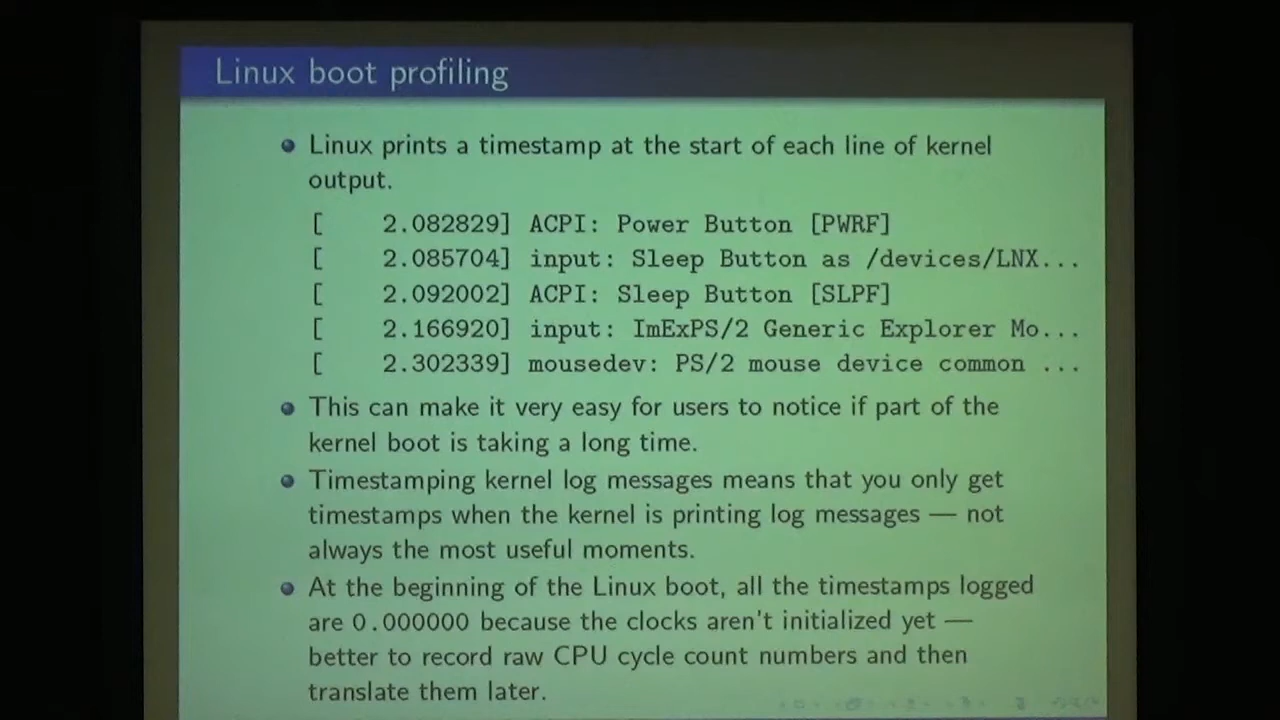 Linux boot profiling
Linux prints a timestamp at the start of each line of kernel
output.
[ 2.082829] ACPI: Power Button [PWRF]
[ 2.085704] input: Sleep Button as /devices/LNX...
[ 2.092002] ACPI: Sleep Button [SLPF]
[ 2.166920] input: ImExPS/2 Generic Explorer Mo...
[ 2.302339] mousedev: PS/2 mouse device common ...
This can make it very easy for users to notice if part of the
kernel boot is taking a long time.
Timestamping kernel log messages means that you only get
timestamps when the kernel is printing log messages — not
always the most useful moments.
At the beginning of the Linux boot, all the timestamps logged
are 0.000000 because the clocks aren't initialized yet —
better to record raw CPU cycle count numbers and then
translate them later.